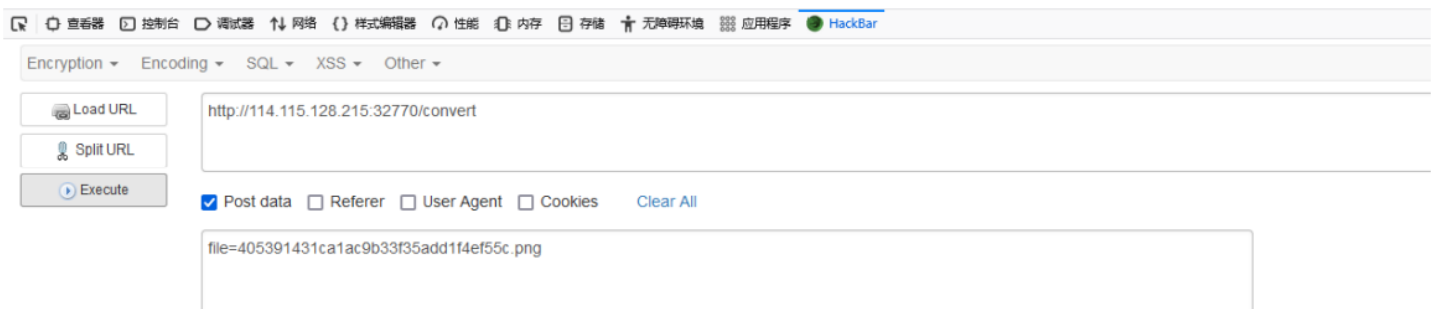 查看器 控制台 调试器 网络 {} 样式编辑器 性能 内存 存储 无障碍环境 应用程序 HackBar
Encryption Encoding SQL XSS Other
Load URL
http://114.115.128.215:32770/convert
Split URL
Execute
Post data Referer User Agent Cookies Clear All
file=405391431ca1ac9b33f35add1f4ef55c.png